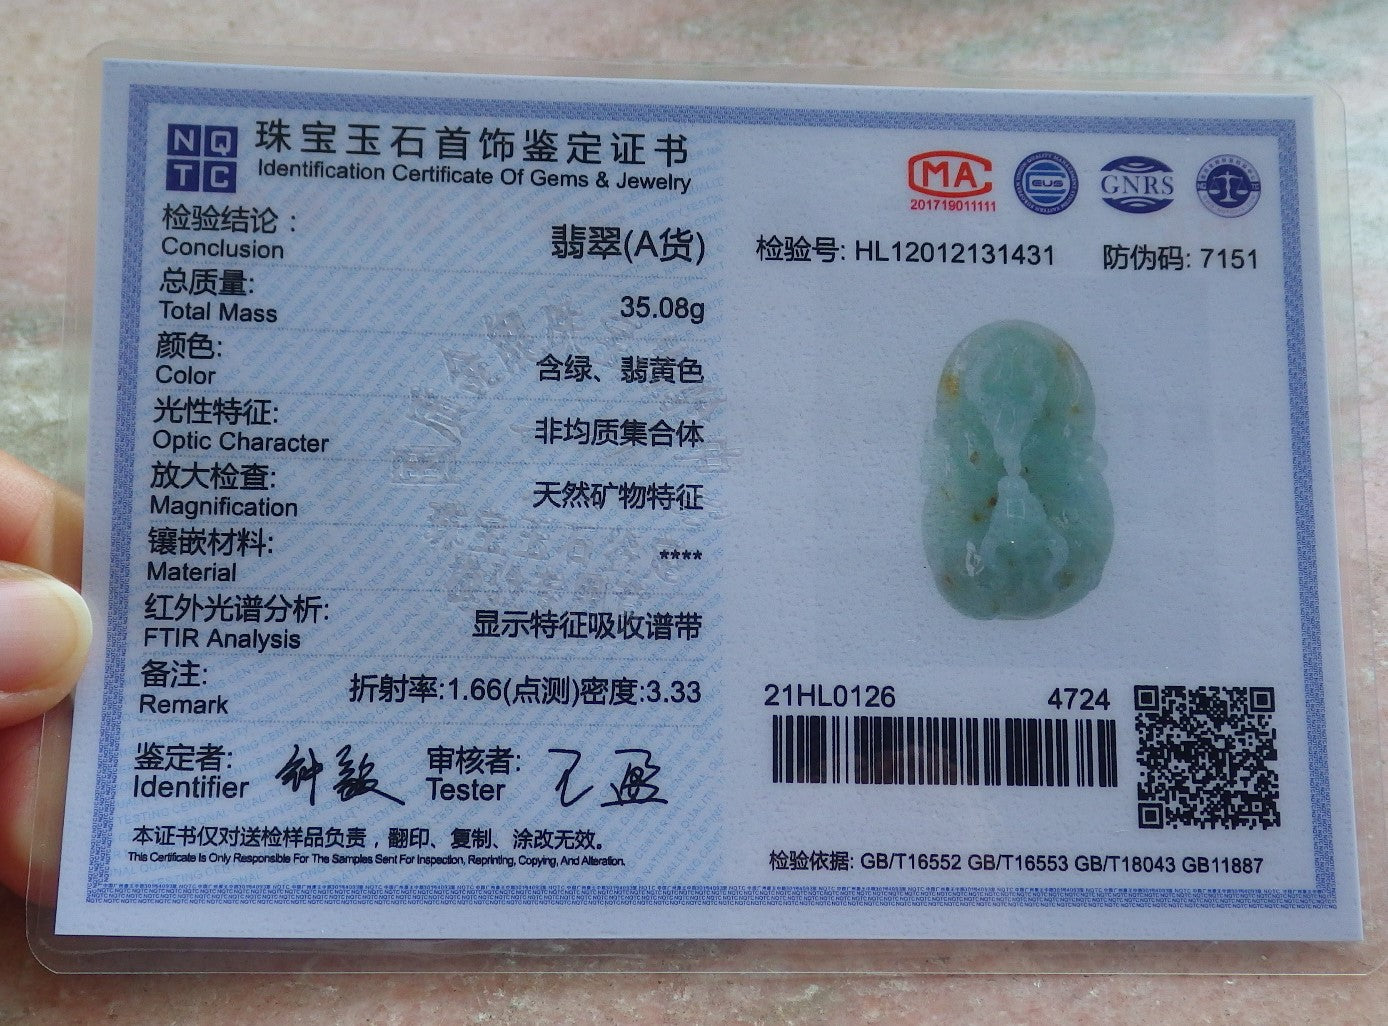 NQ
TC
珠宝玉石首饰鉴定证书
Identification Certificate Of Gems & Jewelry
检验结论：
Conclusion
翡翠(A货)
总质量:
Total Mass
35.08g
颜色:
Color
含绿、翡黄色
光性特征:
Optic Character
非均质集合体
放大检查:
Magnification
天然矿物特征
镶嵌材料:
Material
****
红外光谱分析:
FTIR Analysis
显示特征吸收谱带
备注:
Remark
折射率:1.66(点测)密度:3.33
鉴定者:
Identifier
审核者:
Tester
本证书仅对送检样品负责，翻印、复制、涂改无效。
This Certificate Is Only Responsible For The Samples Sent For Inspection, Reprinting, Copying, And Alteration.
MA
201719011111
GNRS
检验号: HL12012131431
防伪码: 7151
21HL0126
4724
检验依据: GB/T16552 GB/T16553 GB/T18043 GB11887